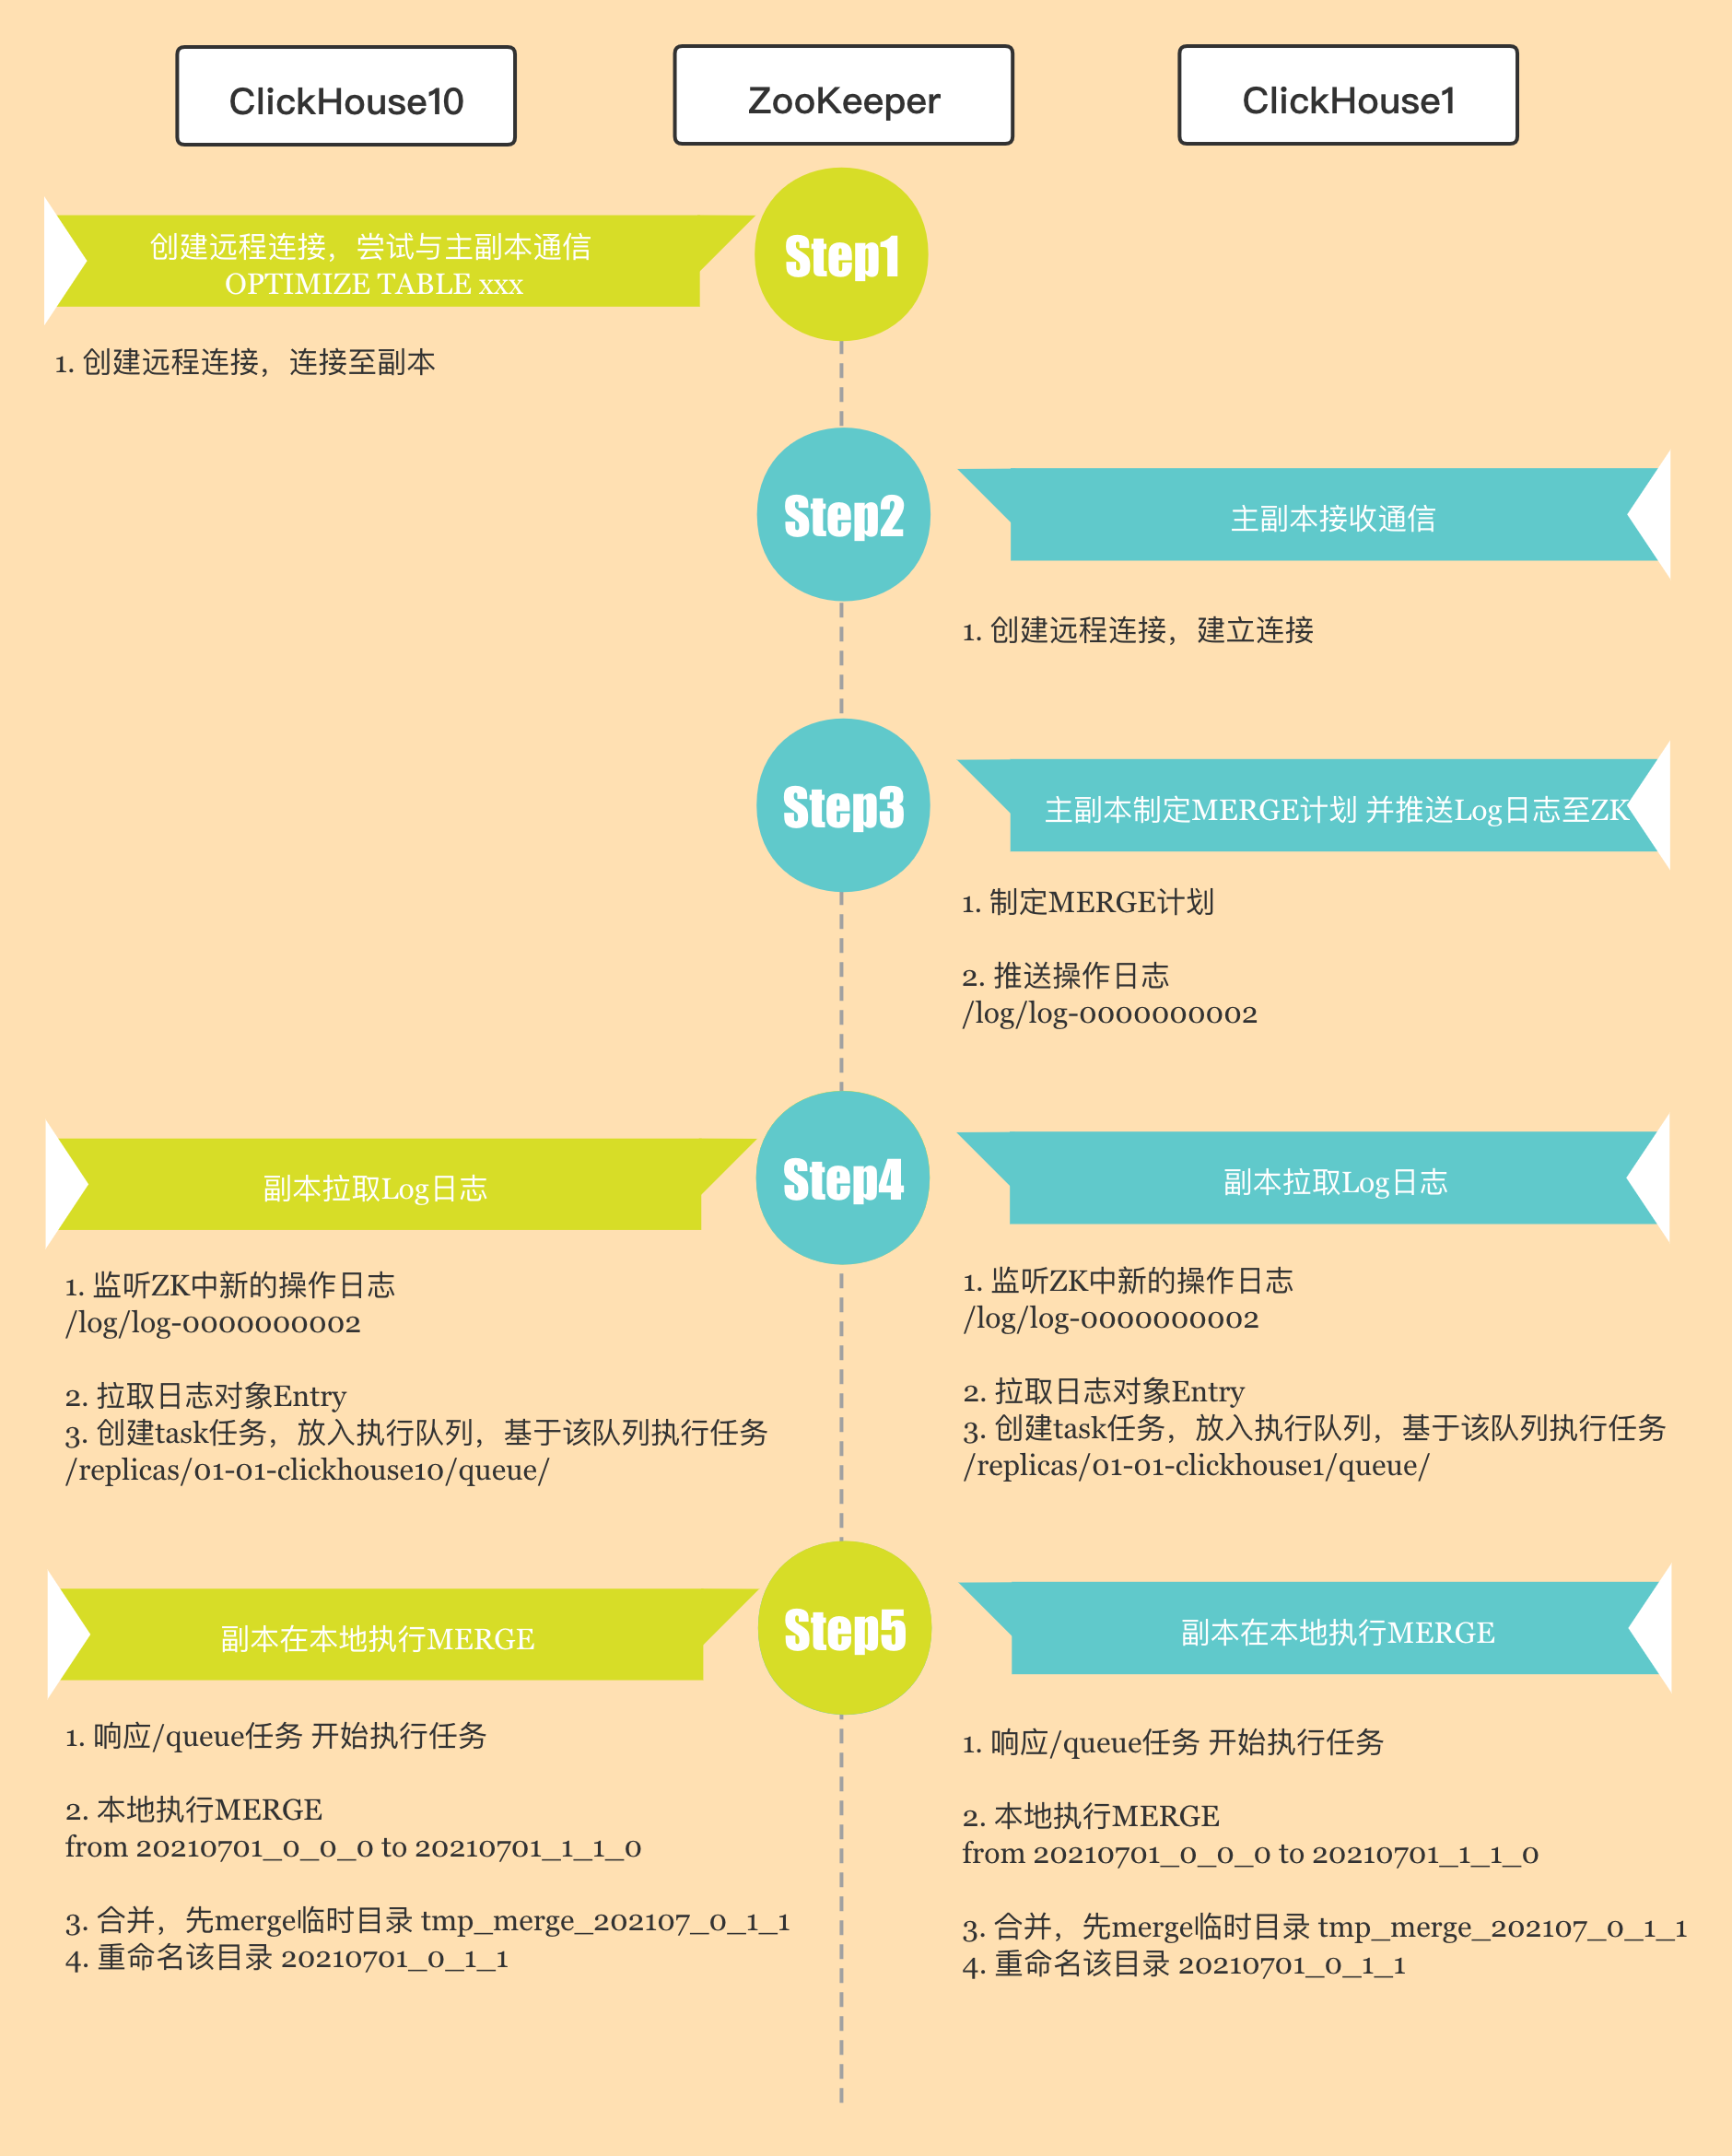 ClickHouse10
ZooKeeper
ClickHouse1
创建远程连接，尝试与主副本通信
OPTIMIZE TABLE xxx
Step1
1. 创建远程连接，连接至副本
Step2
主副本接收通信
1. 创建远程连接，建立连接
Step3
主副本制定MERGE计划 并推送Log日志至ZK
1. 制定MERGE计划
2. 推送操作日志
/log/log-0000000002
副本拉取Log日志
Step4
副本拉取Log日志
1. 监听ZK中新的操作日志
/log/log-0000000002
2. 拉取日志对象Entry
3. 创建task任务，放入执行队列，基于该队列执行任务
/replicas/01-01-clickhouse10/queue/
1. 监听ZK中新的操作日志
/log/log-0000000002
2. 拉取日志对象Entry
3. 创建task任务，放入执行队列，基于该队列执行任务
/replicas/01-01-clickhouse1/queue/
副本在本地执行MERGE
Step5
副本在本地执行MERGE
1. 响应/queue任务 开始执行任务
2. 本地执行MERGE
from 20210701_0_0_0 to 20210701_1_1_0
3. 合并，先merge临时目录 tmp_merge_202107_0_1_1
4. 重命名该目录 20210701_0_1_1
1. 响应/queue任务 开始执行任务
2. 本地执行MERGE
from 20210701_0_0_0 to 20210701_1_1_0
3. 合并，先merge临时目录 tmp_merge_202107_0_1_1
4. 重命名该目录 20210701_0_1_1